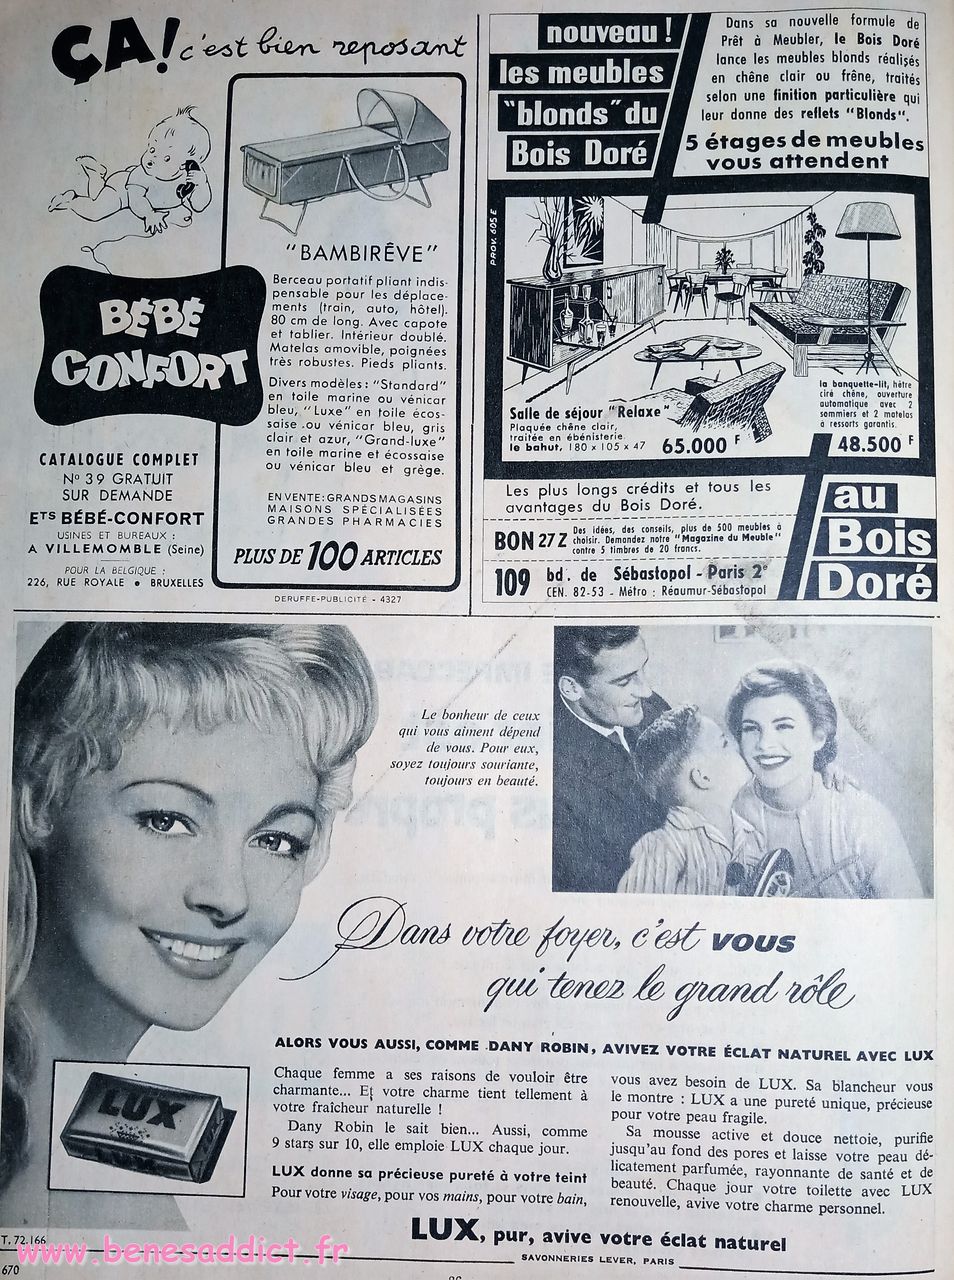 ÇA! c'est bien reposant
"BAMBIRÊVE"
Berceau portatif pliant indis-
pensable pour les déplace-
ments (train, auto, hôtel).
80 cm de long. Avec capote
et tablier. Intérieur doublé.
Matelas amovible, poignées
très robustes. Pieds pliants.
Divers modèles : "Standard"
en toile marine ou vénicar
bleu, "Luxe" en toile écos-
saise ou vénicar bleu, gris
clair et azur, "Grand-luxe"
en toile marine et écossaise
ou vénicar bleu et grège.
EN VENTE : GRANDS MAGASINS
MAISONS SPÉCIALISÉES
GRANDES PHARMACIES
PLUS DE 100 ARTICLES
BÉBÉ
CONFORT
CATALOGUE COMPLET
No 39 GRATUIT
SUR DEMANDE
ETS BÉBÉ-CONFORT
USINES ET BUREAUX :
A VILLEMOMBLE (Seine)
POUR LA BELGIQUE :
226, RUE ROYALE • BRUXELLES
DERUFFE-PUBLICITÉ - 4327
nouveau !
les meubles
"blonds" du
Bois Doré
Dans sa nouvelle formule de
Prêt à Meubler, le Bois Doré
lance les meubles blonds réalisés
en chêne clair ou frêne, traités
selon une finition particulière qui
leur donne des reflets "Blonds".
5 étages de meubles
vous attendent
PROV. 605 E
Salle de séjour "Relaxe"
Plaquée chêne clair,
traitée en ébénisterie.
le bahut, 180 x 105 x 47 65.000 F
la banquette-lit, hêtre
ciré chêne, ouverture
automatique avec 2
sommiers et 2 matelas
à ressorts garantis.
48.500 F
Les plus longs crédits et tous les
avantages du Bois Doré.
BON 27 Z
Des idées, des conseils, plus de 500 meubles à
choisir. Demandez notre "Magazine du Meuble"
contre 5 timbres de 20 francs.
109 bd. de Sébastopol - Paris 2e
CEN. 82-53 - Métro : Réaumur-Sébastopol
au
Bois
Doré
Le bonheur de ceux
qui vous aiment dépend
de vous. Pour eux,
soyez toujours souriante,
toujours en beauté.
Dans votre foyer, c'est VOUS
qui tenez le grand rôle
ALORS VOUS AUSSI, COMME DANY ROBIN, AVIVEZ VOTRE ÉCLAT NATUREL AVEC LUX
LUX
LUX
Chaque femme a ses raisons de vouloir être
charmante... Et votre charme tient tellement à
votre fraîcheur naturelle !
Dany Robin le sait bien... Aussi, comme
9 stars sur 10, elle emploie LUX chaque jour.
LUX donne sa précieuse pureté à votre teint
Pour votre visage, pour vos mains, pour votre bain,
vous avez besoin de LUX. Sa blancheur vous
le montre : LUX a une pureté unique, précieuse
pour votre peau fragile.
Sa mousse active et douce nettoie, purifie
jusqu'au fond des pores et laisse votre peau dé-
licatement parfumée, rayonnante de santé et de
beauté. Chaque jour votre toilette avec LUX
renouvelle, avive votre charme personnel.
LUX, pur, avive votre éclat naturel
SAVONNERIES LEVER, PARIS
T. 72.166
www.benesaddict.fr
670